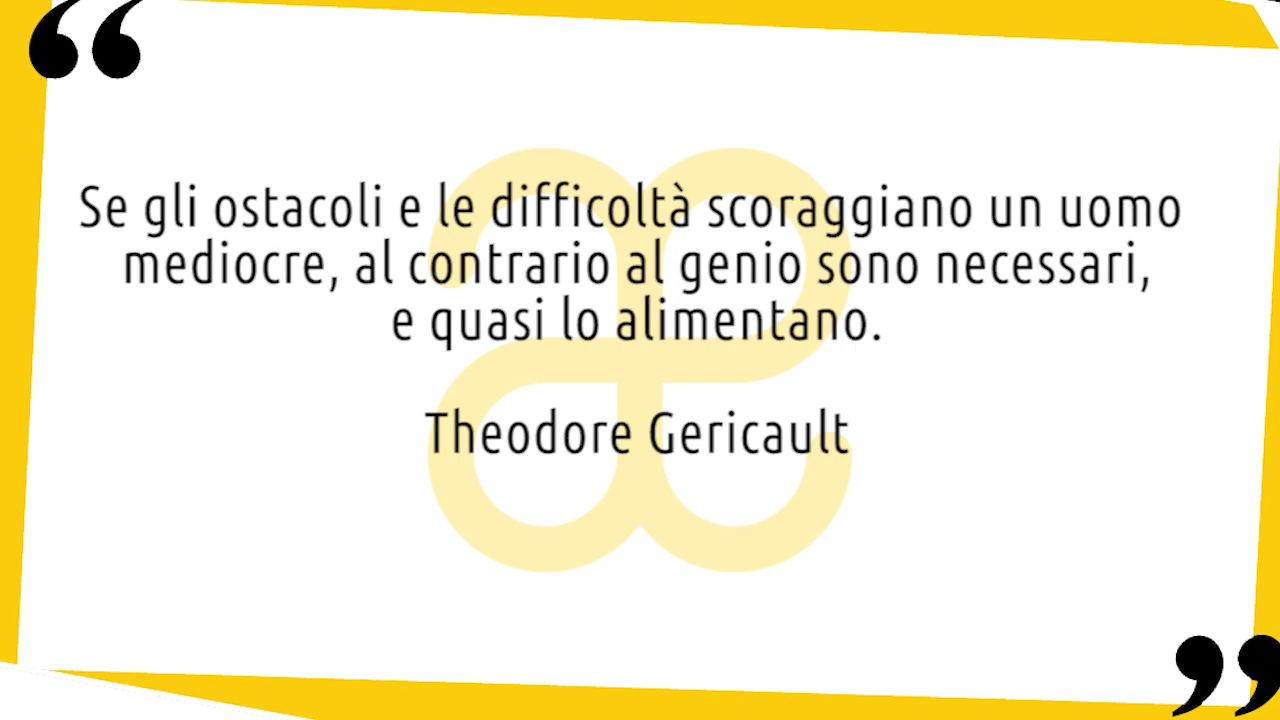 Se gli ostacoli e le difficoltà scoraggiano un uomo
mediocre, al contrario al genio sono necessari,
e quasi lo alimentano.
Theodore Gericault